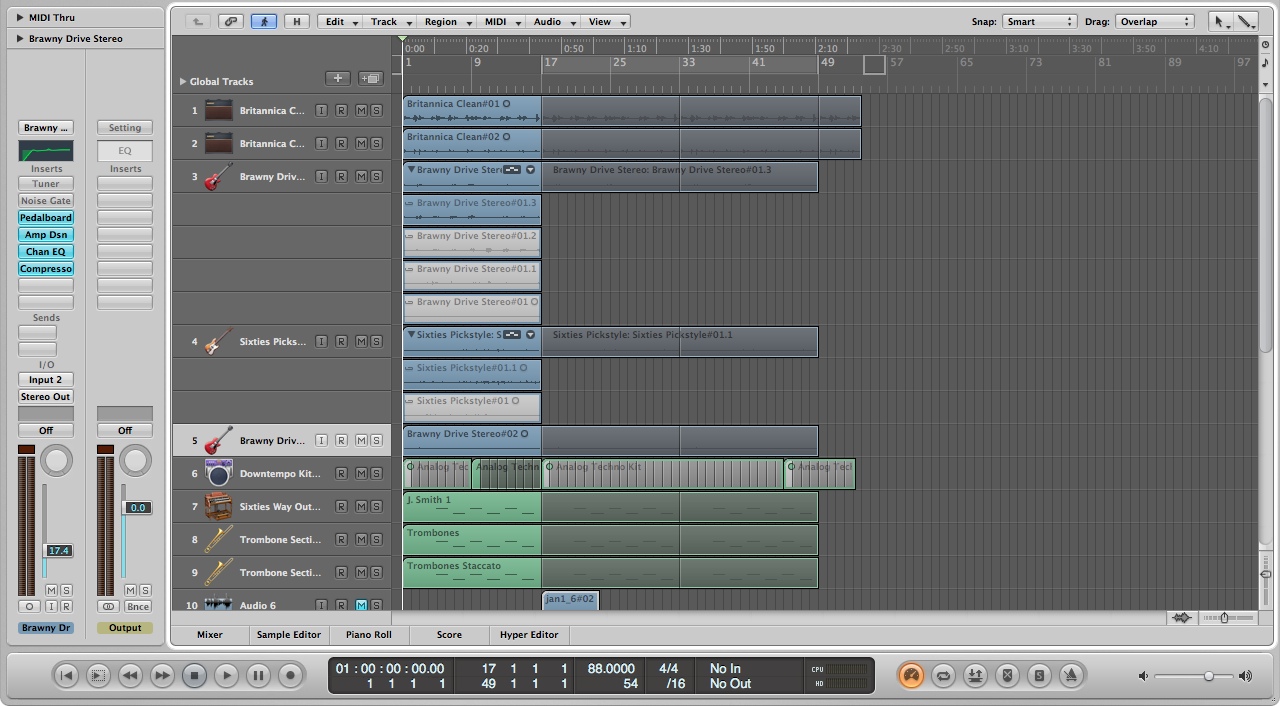 MIDI Thru
Brawny Drive Stereo
H Edit Track Region MIDI Audio View Snap: Smart Drag: Overlap
0:00 0:20 0:50 1:10 1:30 1:50 2:10 2:30 2:50 3:10 3:30 3:50 4:10
1 9 17 25 33 41 49 57 65 73 81 89 97
Global Tracks
1 Britannica C... I R M S Britannica Clean#01
2 Britannica C... I R M S Britannica Clean#02
3 Brawny Driv... I R M S Brawny Drive Stere Brawny Drive Stereo: Brawny Drive Stereo#01.3
Brawny Drive Stereo#01.3
Brawny Drive Stereo#01.2
Brawny Drive Stereo#01.1
Brawny Drive Stereo#01
4 Sixties Picks... I R M S Sixties Pickstyle: S Sixties Pickstyle: Sixties Pickstyle#01.1
Sixties Pickstyle#01.1
Sixties Pickstyle#01
5 Brawny Driv... I R M S Brawny Drive Stereo#02
6 Downtempo Kit... R M S Analog Tec Analog Techn Analog Techno Kit Analog Tecl
7 Sixties Way Out... R M S J. Smith 1
8 Trombone Secti... R M S Trombones
9 Trombone Secti... R M S Trombones Staccato
10 Audio 6 I R M S jan1_6#02
Brawny ... Setting
EQ
Inserts Inserts
Tuner
Noise Gate
Pedalboard
Amp Dsn
Chan EQ
Compresso
Sends
I/O
Input 2
Stereo Out
Off Off
0.0
17.4
M S M S
I R Bnce
Brawny Dr Output
Mixer Sample Editor Piano Roll Score Hyper Editor
01 : 00 : 00 : 00.00 17 1 1 1 88.0000 4/4 No In CPU
1 1 1 1 49 1 1 1 54 /16 No Out HD
S